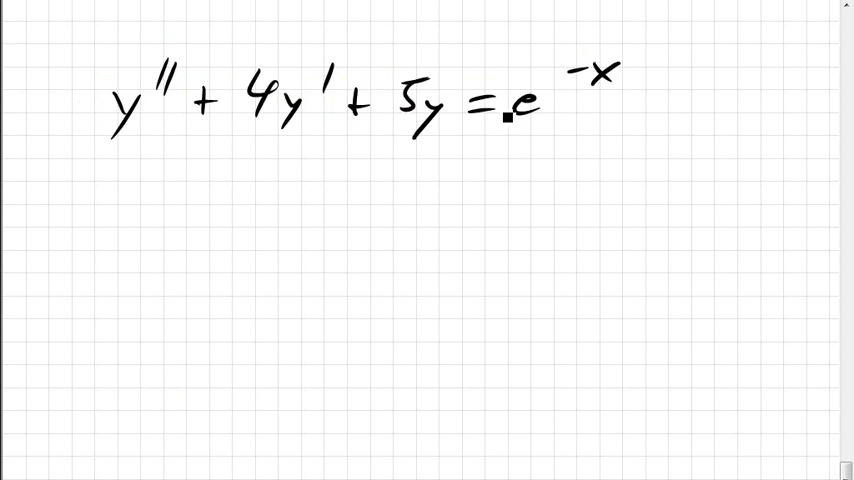 y'' + 4y' + 5y = e^{-x}